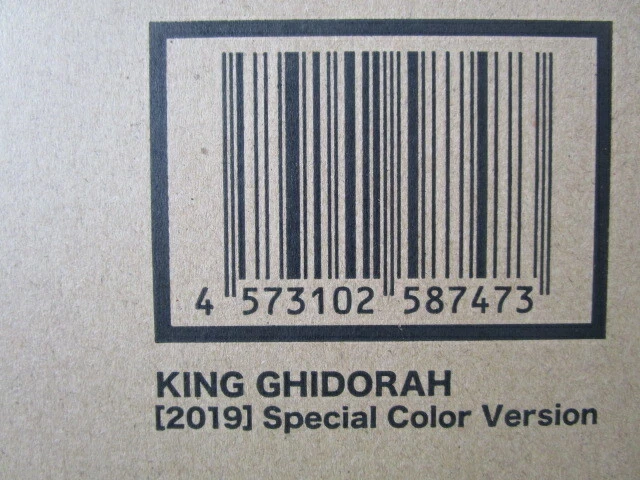 4 573102 587473
KING GHIDORAH
[2019] Special Color Version